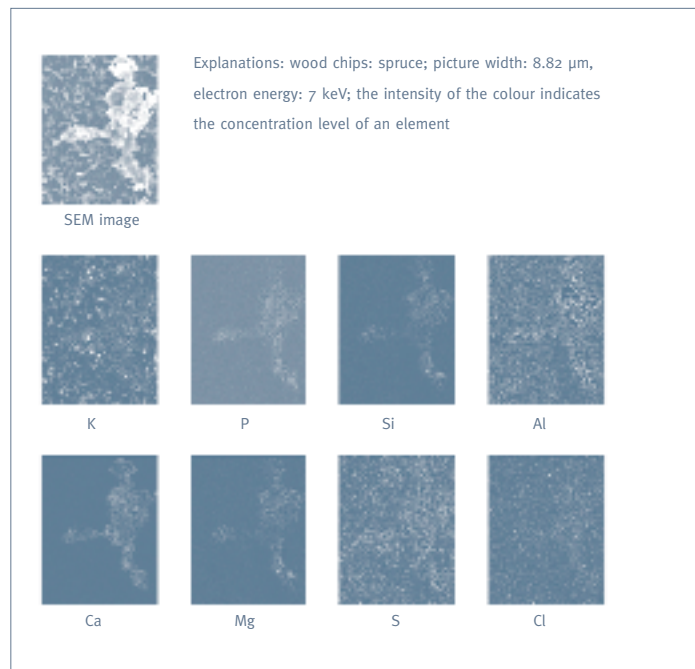 Explanations: wood chips: spruce; picture width: 8.82 µm,
electron energy: 7 keV; the intensity of the colour indicates
the concentration level of an element
SEM image
K P Si Al
Ca Mg S Cl